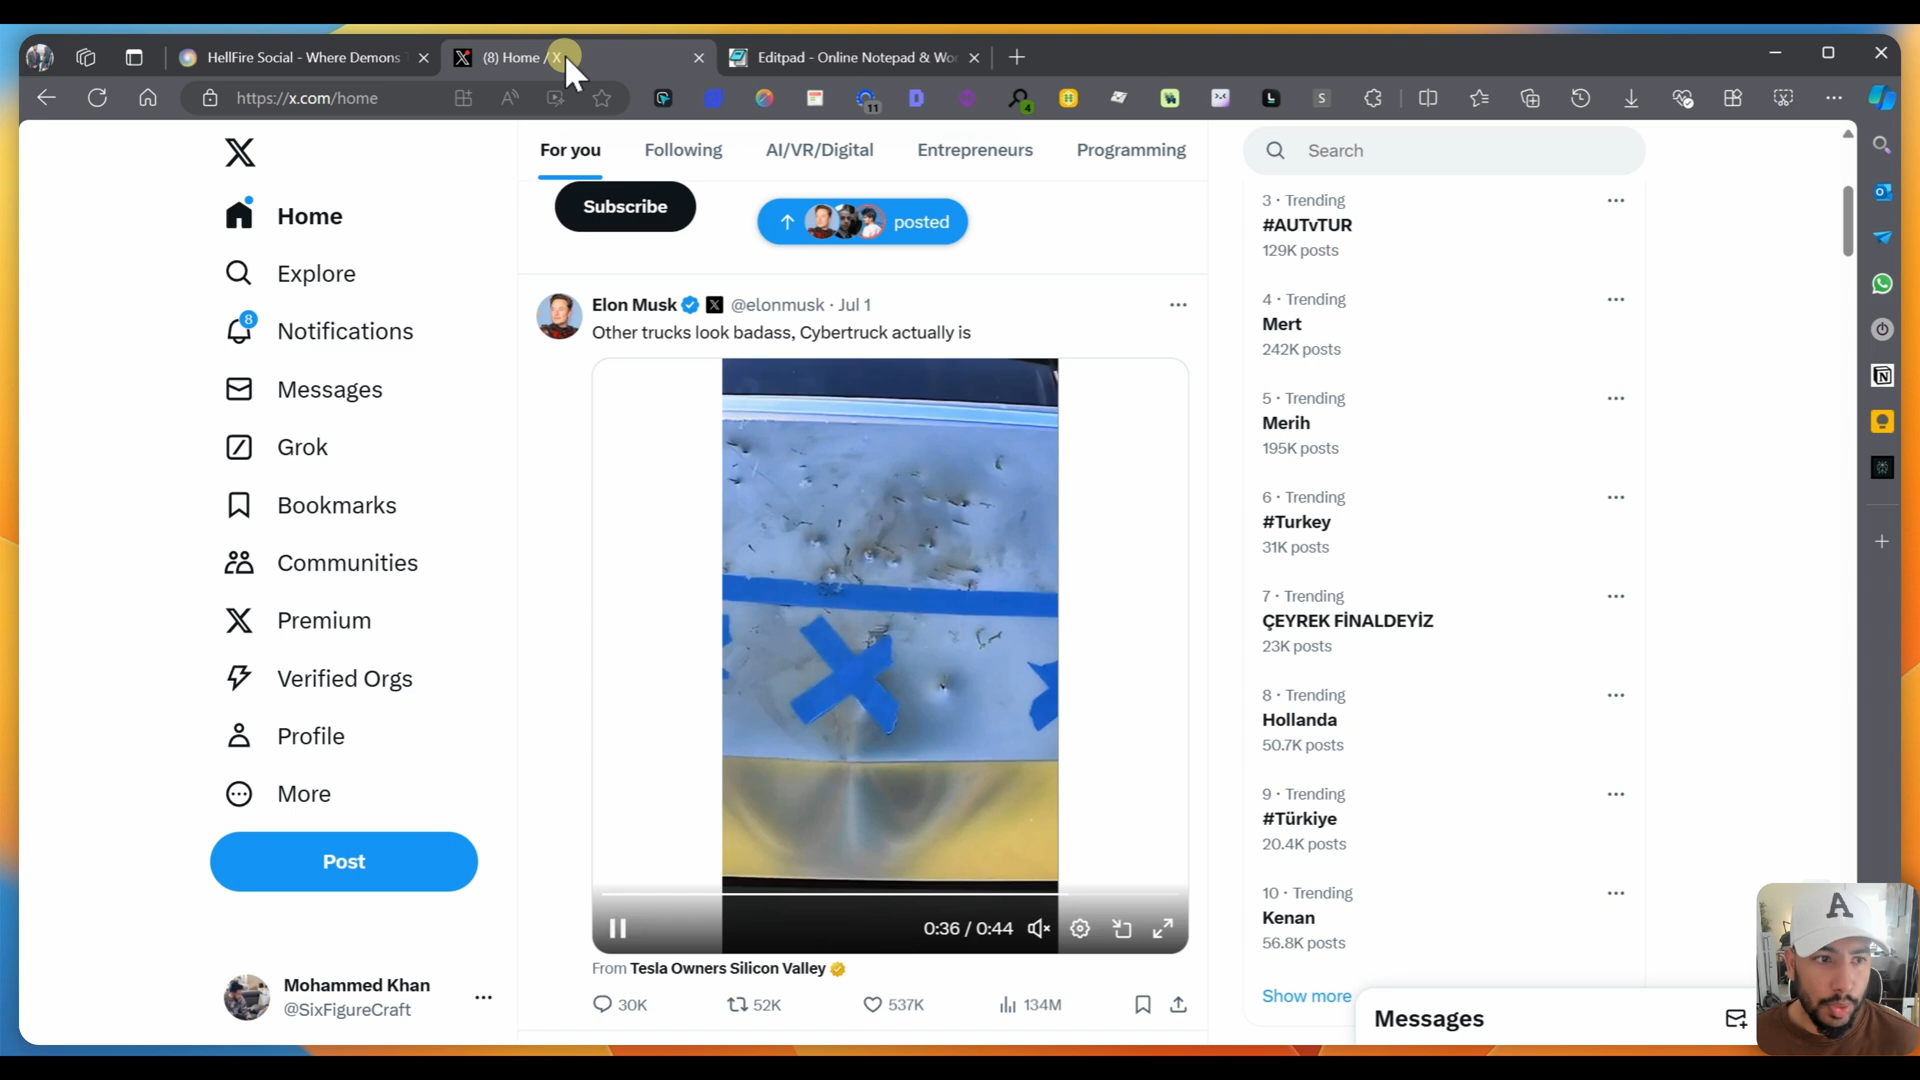 HellFire Social - Where Demons T
(8) Home / X
Editpad - Online Notepad & Wor
https://x.com/home
11
4
For you
Following
AI/VR/Digital
Entrepreneurs
Programming
Search
Subscribe
posted
Home
Explore
8
Notifications
Messages
Grok
Bookmarks
Communities
Premium
Verified Orgs
Profile
More
Post
Mohammed Khan
@SixFigureCraft
Elon Musk @elonmusk · Jul 1
Other trucks look badass, Cybertruck actually is
0:36 / 0:44
From Tesla Owners Silicon Valley
30K
52K
537K
134M
3 · Trending
#AUTvTUR
129K posts
4 · Trending
Mert
242K posts
5 · Trending
Merih
195K posts
6 · Trending
#Turkey
31K posts
7 · Trending
ÇEYREK FİNALDEYİZ
23K posts
8 · Trending
Hollanda
50.7K posts
9 · Trending
#Türkiye
20.4K posts
10 · Trending
Kenan
56.8K posts
Show more
Messages
A